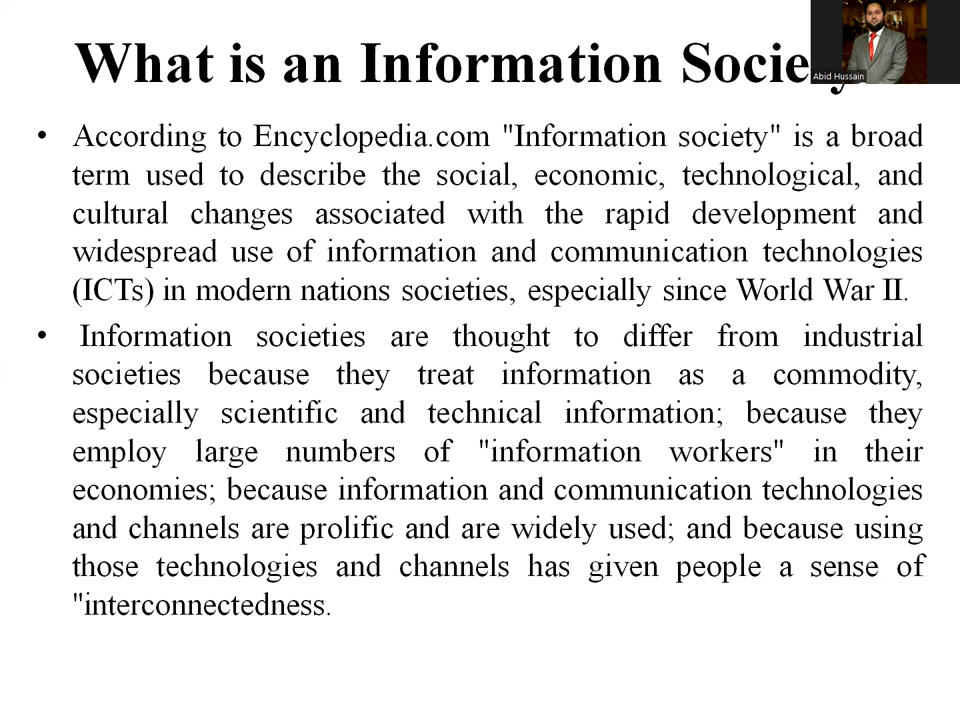 What is an Information Society
Abid Hussain
• According to Encyclopedia.com "Information society" is a broad
term used to describe the social, economic, technological, and
cultural changes associated with the rapid development and
widespread use of information and communication technologies
(ICTs) in modern nations societies, especially since World War II.
• Information societies are thought to differ from industrial
societies because they treat information as a commodity,
especially scientific and technical information; because they
employ large numbers of "information workers" in their
economies; because information and communication technologies
and channels are prolific and are widely used; and because using
those technologies and channels has given people a sense of
"interconnectedness.